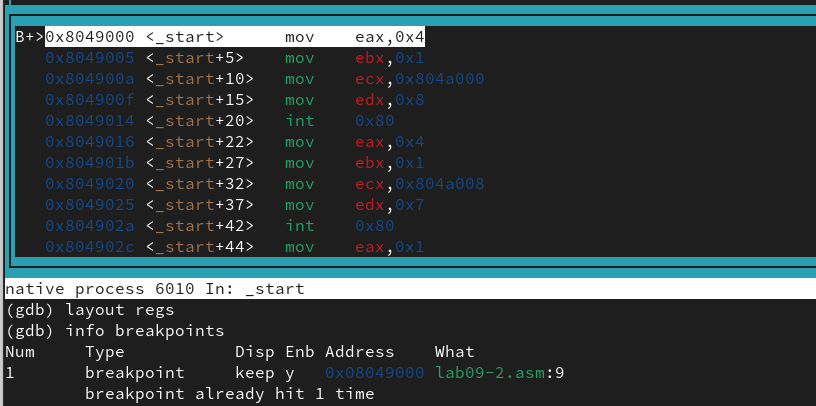 B+>0x8049000 <_start>      mov    eax,0x4
   0x8049005 <_start+5>    mov    ebx,0x1
   0x804900a <_start+10>   mov    ecx,0x804a000
   0x804900f <_start+15>   mov    edx,0x8
   0x8049014 <_start+20>   int    0x80
   0x8049016 <_start+22>   mov    eax,0x4
   0x804901b <_start+27>   mov    ebx,0x1
   0x8049020 <_start+32>   mov    ecx,0x804a008
   0x8049025 <_start+37>   mov    edx,0x7
   0x804902a <_start+42>   int    0x80
   0x804902c <_start+44>   mov    eax,0x1
native process 6010 In: _start
(gdb) layout regs
(gdb) info breakpoints
Num     Type           Disp Enb Address    What
1       breakpoint     keep y   0x08049000 lab09-2.asm:9
        breakpoint already hit 1 time